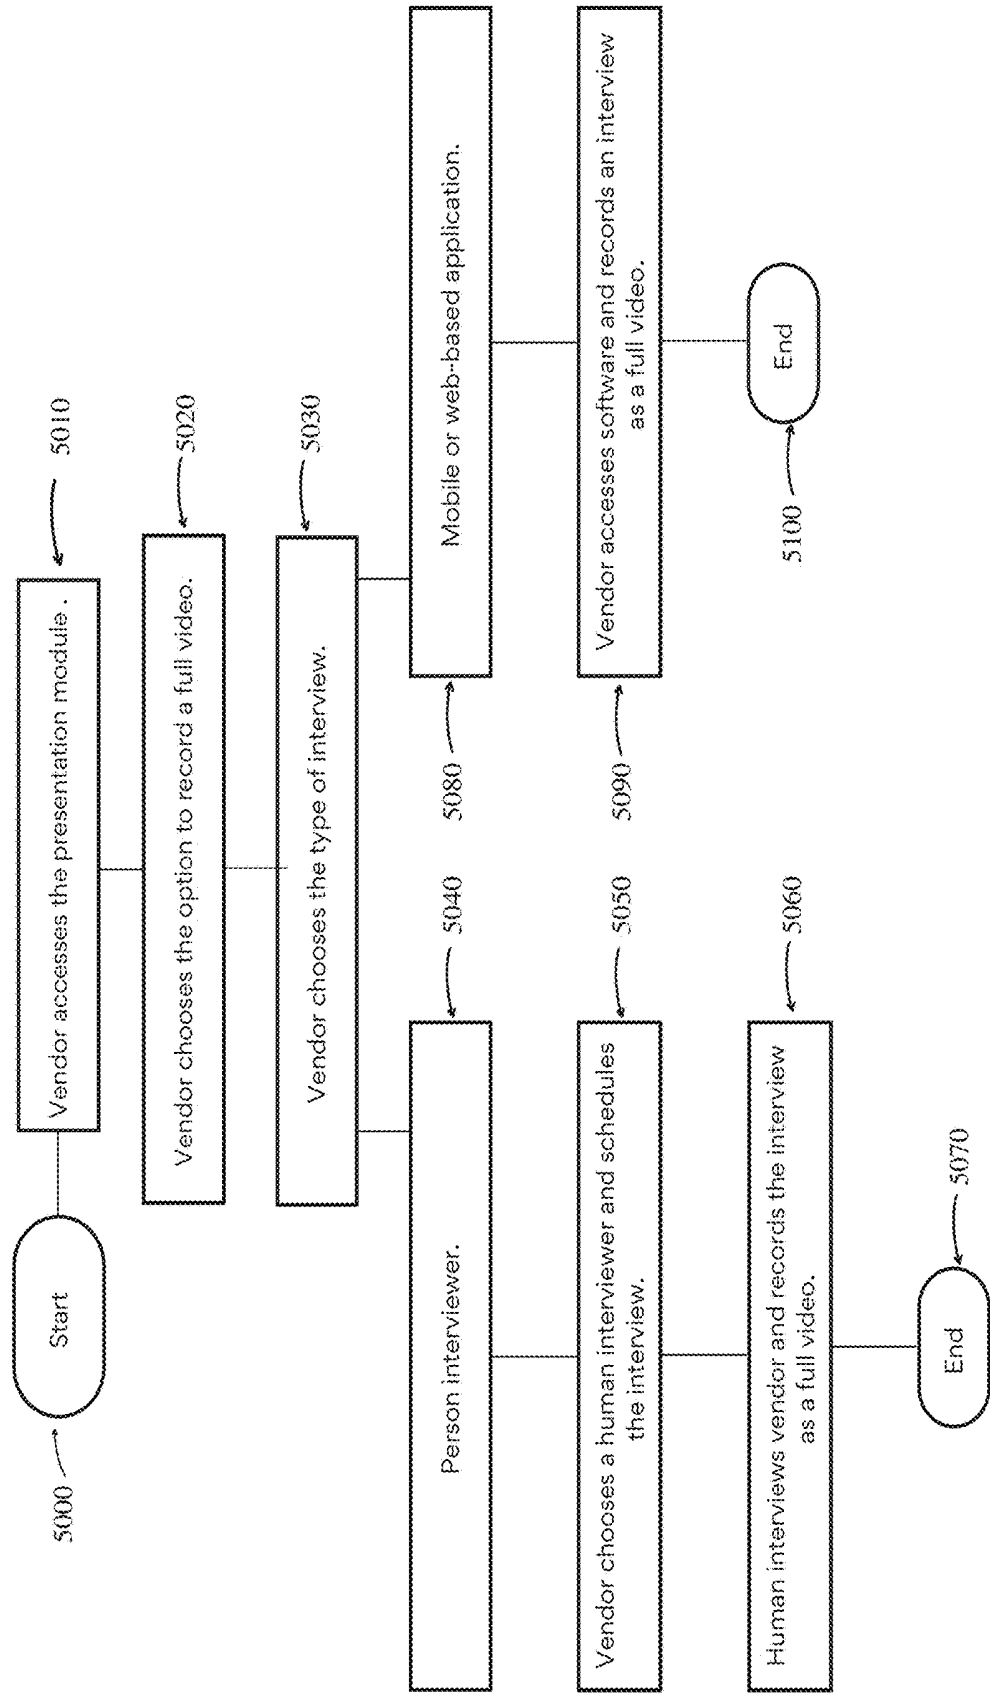 5000
Start
Vendor accesses the presentation module .
5010
Vendor chooses the option to record a full video.
5020
Vendor chooses the type of interview.
5030
Person interviewer.
5040
5080
Mobile or web-based application.
Vendor chooses a human interviewer and schedules
the interview.
5050
5090
Vendor accesses software and records an interview
as a full video.
Human interviews vendor and records the interview
as a full video.
5060
5100
End
End
5070